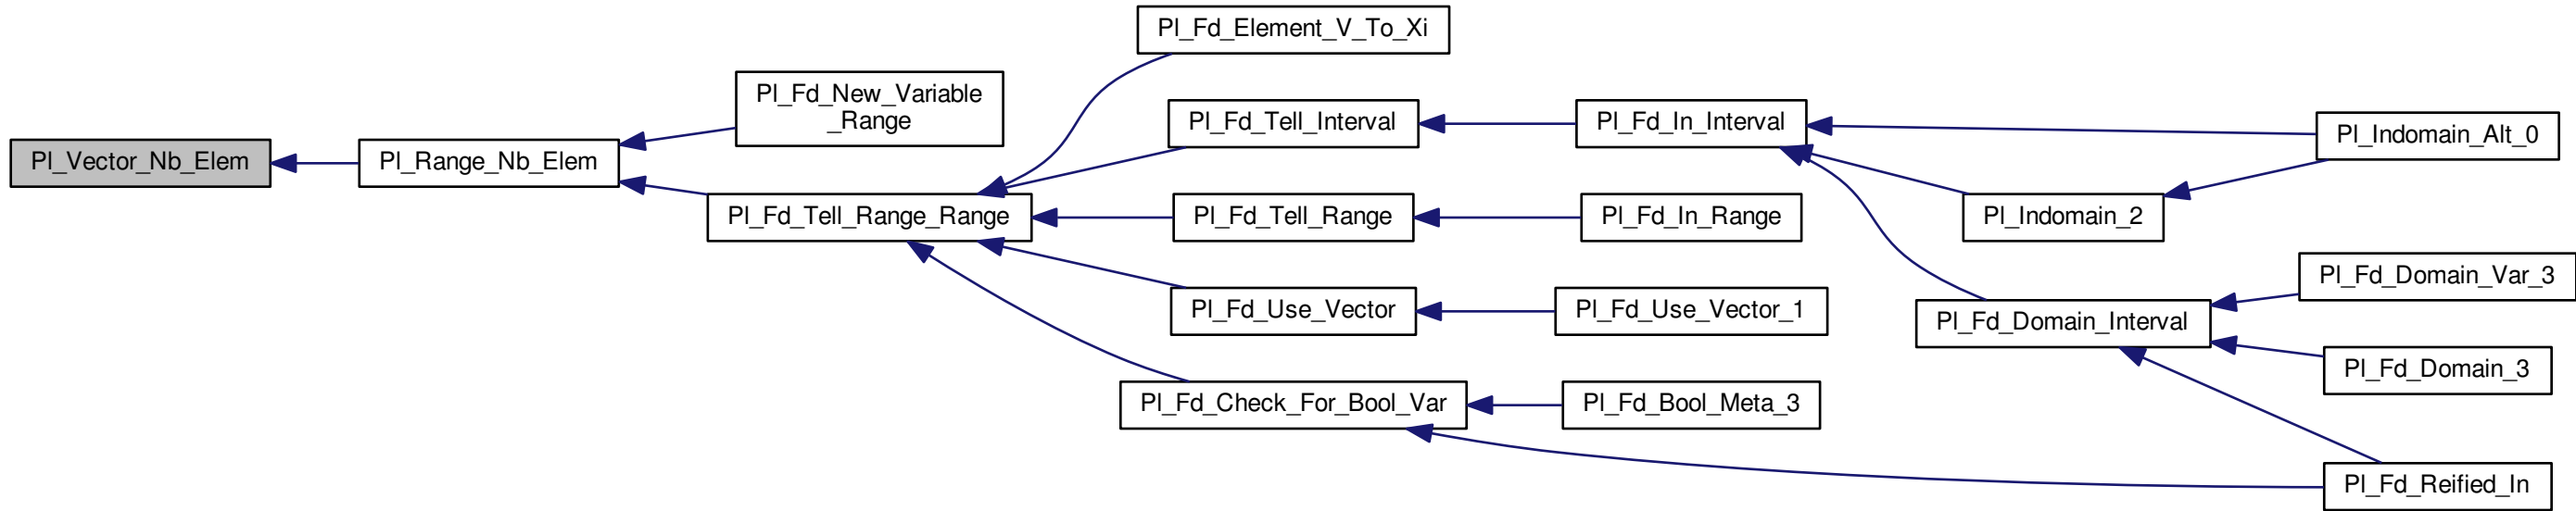 Pl_Vector_Nb_Elem
Pl_Range_Nb_Elem
Pl_Fd_New_Variable
_Range
Pl_Fd_Tell_Range_Range
Pl_Fd_Element_V_To_Xi
Pl_Fd_Tell_Interval
Pl_Fd_Tell_Range
Pl_Fd_Use_Vector
Pl_Fd_Check_For_Bool_Var
Pl_Fd_In_Interval
Pl_Fd_In_Range
Pl_Fd_Use_Vector_1
Pl_Fd_Bool_Meta_3
Pl_Indomain_2
Pl_Fd_Domain_Interval
Pl_Indomain_Alt_0
Pl_Fd_Domain_Var_3
Pl_Fd_Domain_3
Pl_Fd_Reified_In